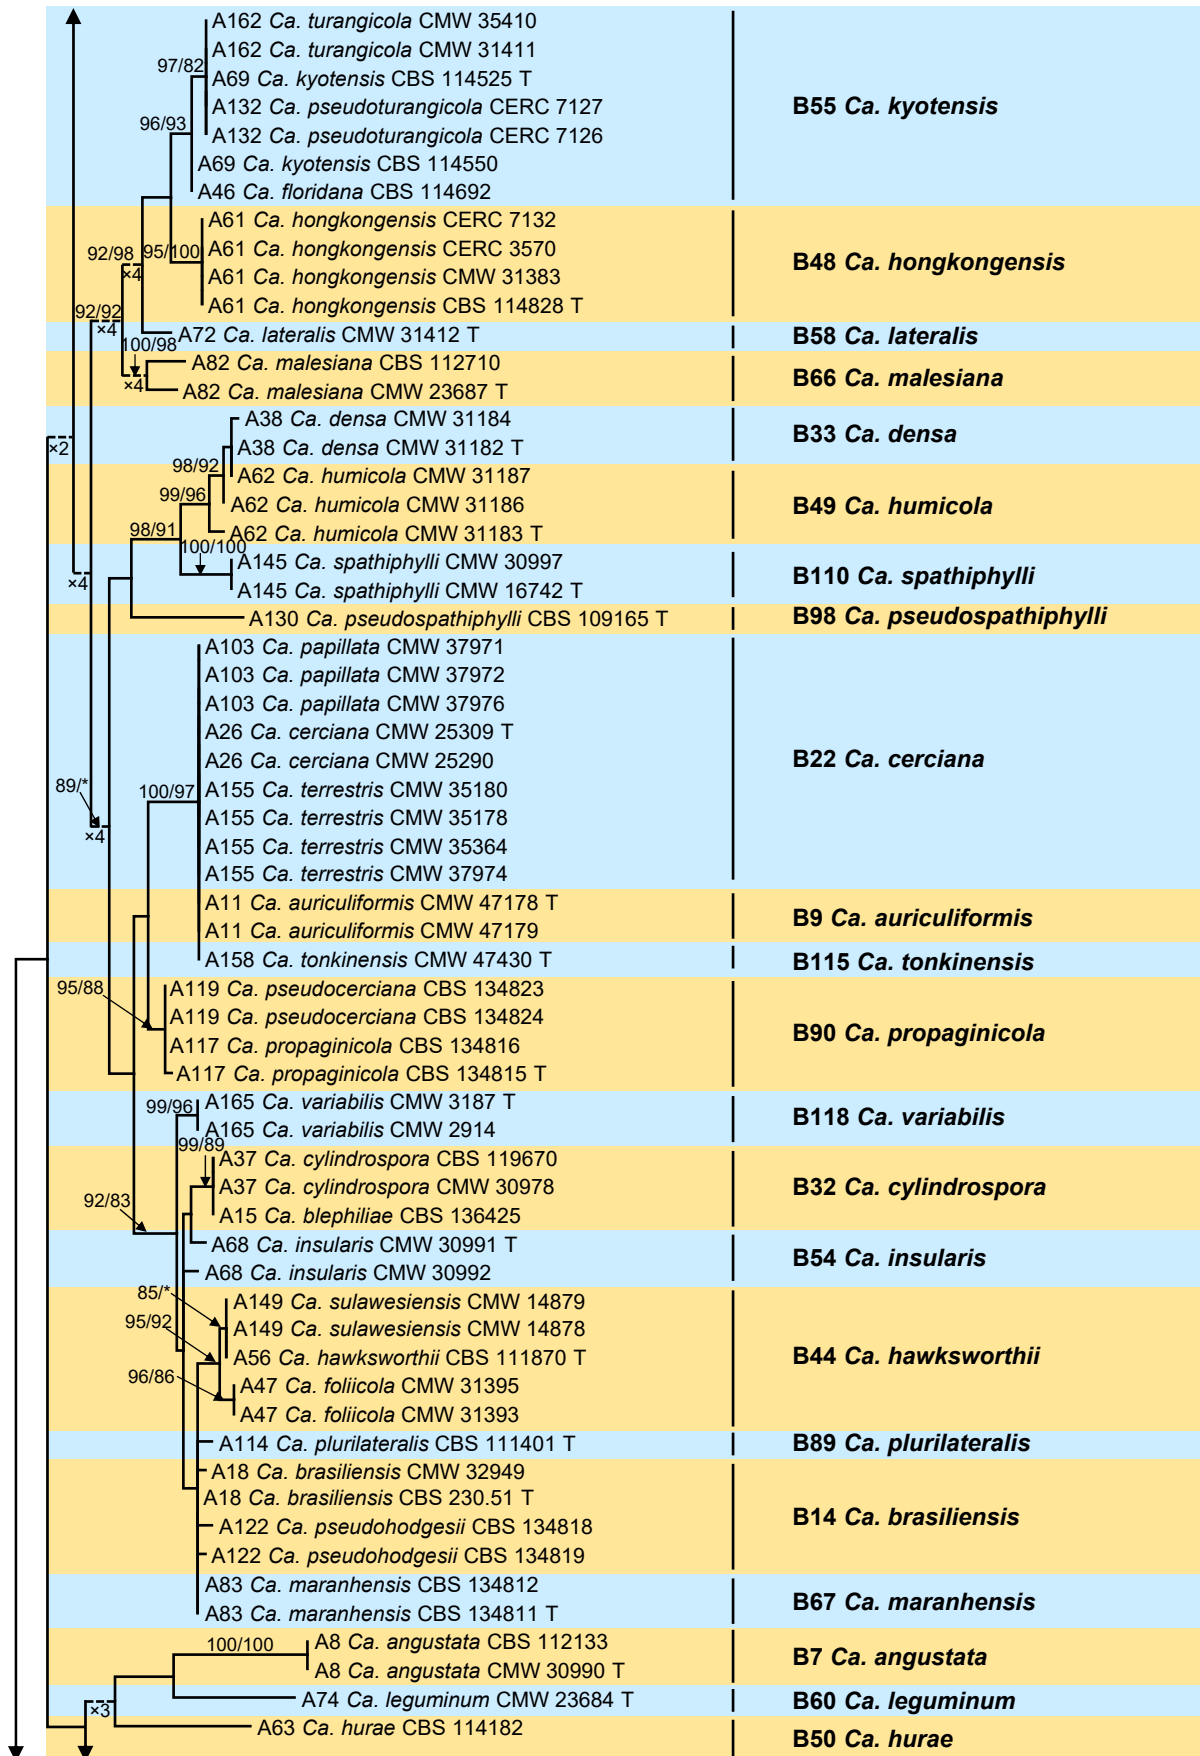 A162 Ca. turangicola CMW 35410
A162 Ca. turangicola CMW 31411
97/82
A69 Ca. kyotensis CBS 114525 T
A132 Ca. pseudoturangicola CERC 7127
B55 Ca. kyotensis
96/93
A132 Ca. pseudoturangicola CERC 7126
A69 Ca. kyotensis CBS 114550
A46 Ca. floridana CBS 114692
A61 Ca. hongkongensis CERC 7132
92/98
95/100
A61 Ca. hongkongensis CERC 3570
B48 Ca. hongkongensis
×4
A61 Ca. hongkongensis CMW 31383
A61 Ca. hongkongensis CBS 114828 T
92/92
×4
A72 Ca. lateralis CMW 31412 T
B58 Ca. lateralis
100/98
A82 Ca. malesiana CBS 112710
B66 Ca. malesiana
×4
A82 Ca. malesiana CMW 23687 T
A38 Ca. densa CMW 31184
B33 Ca. densa
×2
A38 Ca. densa CMW 31182 T
98/92
A62 Ca. humicola CMW 31187
99/96
A62 Ca. humicola CMW 31186
B49 Ca. humicola
98/91
A62 Ca. humicola CMW 31183 T
100/100
A145 Ca. spathiphylli CMW 30997
B110 Ca. spathiphylli
×4
A145 Ca. spathiphylli CMW 16742 T
A130 Ca. pseudospathiphylli CBS 109165 T
B98 Ca. pseudospathiphylli
A103 Ca. papillata CMW 37971
A103 Ca. papillata CMW 37972
A103 Ca. papillata CMW 37976
A26 Ca. cerciana CMW 25309 T
A26 Ca. cerciana CMW 25290
B22 Ca. cerciana
89/*
100/97
A155 Ca. terrestris CMW 35180
A155 Ca. terrestris CMW 35178
×4
A155 Ca. terrestris CMW 35364
A155 Ca. terrestris CMW 37974
A11 Ca. auriculiformis CMW 47178 T
B9 Ca. auriculiformis
A11 Ca. auriculiformis CMW 47179
A158 Ca. tonkinensis CMW 47430 T
B115 Ca. tonkinensis
95/88
A119 Ca. pseudocerciana CBS 134823
A119 Ca. pseudocerciana CBS 134824
B90 Ca. propaginicola
A117 Ca. propaginicola CBS 134816
A117 Ca. propaginicola CBS 134815 T
99/96
A165 Ca. variabilis CMW 3187 T
B118 Ca. variabilis
A165 Ca. variabilis CMW 2914
99/89
A37 Ca. cylindrospora CBS 119670
A37 Ca. cylindrospora CMW 30978
B32 Ca. cylindrospora
92/83
A15 Ca. blephiliae CBS 136425
A68 Ca. insularis CMW 30991 T
B54 Ca. insularis
A68 Ca. insularis CMW 30992
85/*
A149 Ca. sulawesiensis CMW 14879
95/92
A149 Ca. sulawesiensis CMW 14878
A56 Ca. hawksworthii CBS 111870 T
B44 Ca. hawksworthii
96/86
A47 Ca. foliicola CMW 31395
A47 Ca. foliicola CMW 31393
A114 Ca. plurilateralis CBS 111401 T
B89 Ca. plurilateralis
A18 Ca. brasiliensis CMW 32949
A18 Ca. brasiliensis CBS 230.51 T
B14 Ca. brasiliensis
A122 Ca. pseudohodgesii CBS 134818
A122 Ca. pseudohodgesii CBS 134819
A83 Ca. maranhensis CBS 134812
B67 Ca. maranhensis
A83 Ca. maranhensis CBS 134811 T
100/100
A8 Ca. angustata CBS 112133
B7 Ca. angustata
A8 Ca. angustata CMW 30990 T
A74 Ca. leguminum CMW 23684 T
B60 Ca. leguminum
×3
A63 Ca. hurae CBS 114182
B50 Ca. hurae